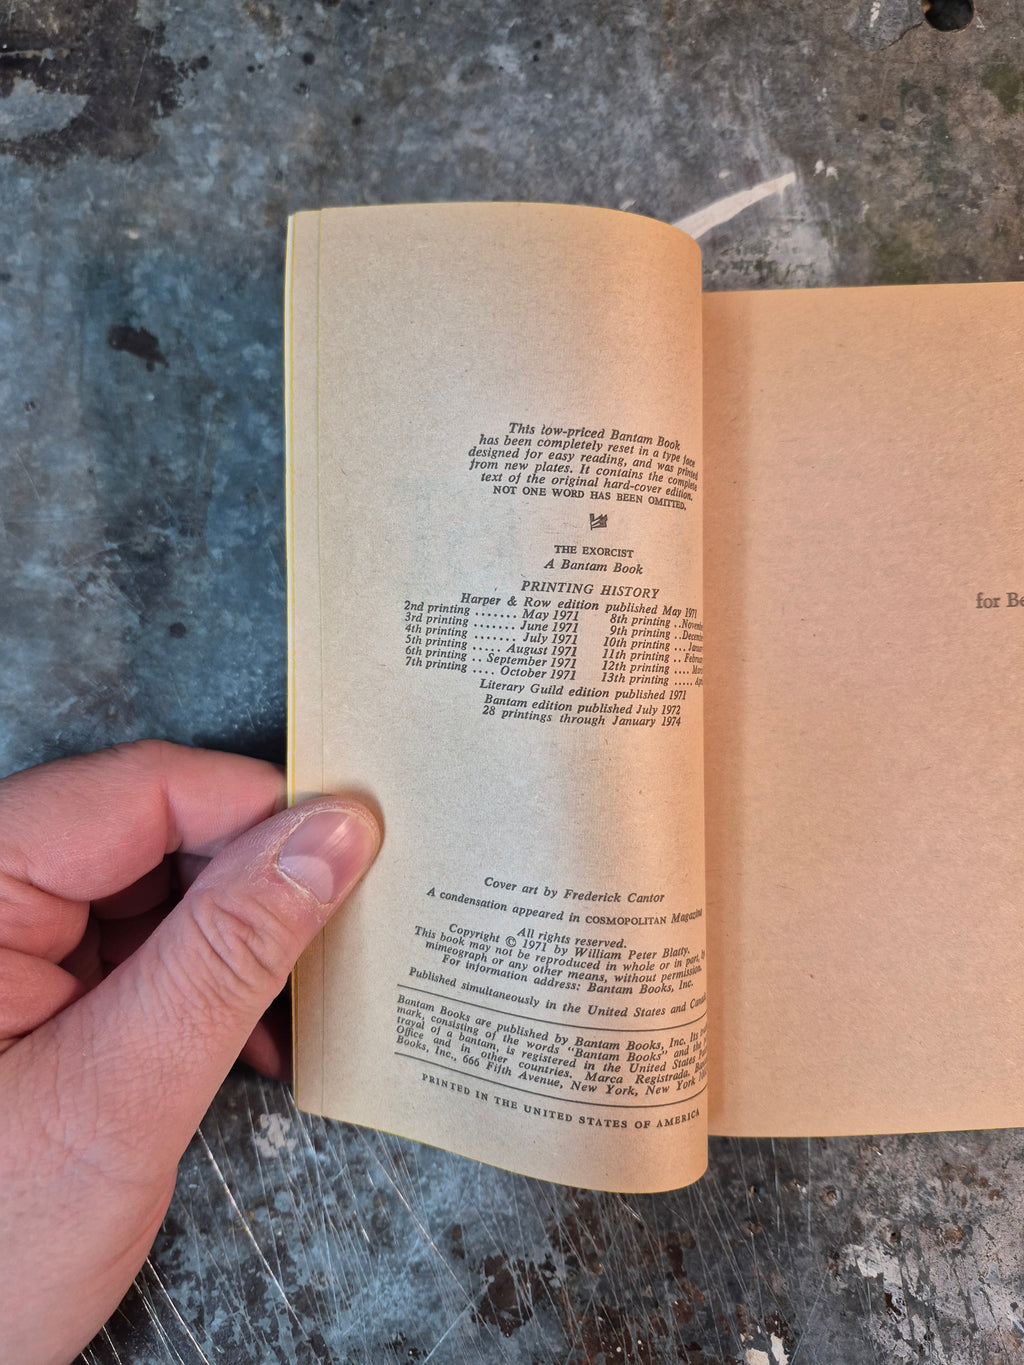 This low-priced Bantam Book
has been completely reset in a type face
designed for easy reading, and was printed
from new plates. It contains the complete
text of the original hard-cover edition.
NOT ONE WORD HAS BEEN OMITTED.
THE EXORCIST
A Bantam Book
PRINTING HISTORY
Harper & Row edition published May 1971
2nd printing ....... May 1971 8th printing ..
3rd printing ....... June 1971 9th printing ..
4th printing ....... July 1971 10th printing ...
5th printing ..... August 1971 11th printing ..
6th printing .. September 1971 12th printing ....
7th printing .... October 1971 13th printing .....
Literary Guild edition published 1971
Bantam edition published July 1972
28 printings through January 1974
Cover art by Frederick Cantor
A condensation appeared in COSMOPOLITAN Magazine
All rights reserved.
Copyright © 1971 by William Peter Blatty.
This book may not be reproduced in whole or in part, by
mimeograph or any other means, without permission.
For information address: Bantam Books, Inc.
Published simultaneously in the United States and Canada
Bantam Books are published by Bantam Books, Inc. Its
mark, consisting of the words "Bantam Books" and the
trayal of a bantam, is registered in the United States
Office and in other countries. Marca Registrada.
Books, Inc., 666 Fifth Avenue, New York, New York
PRINTED IN THE UNITED STATES OF AMERICA
for